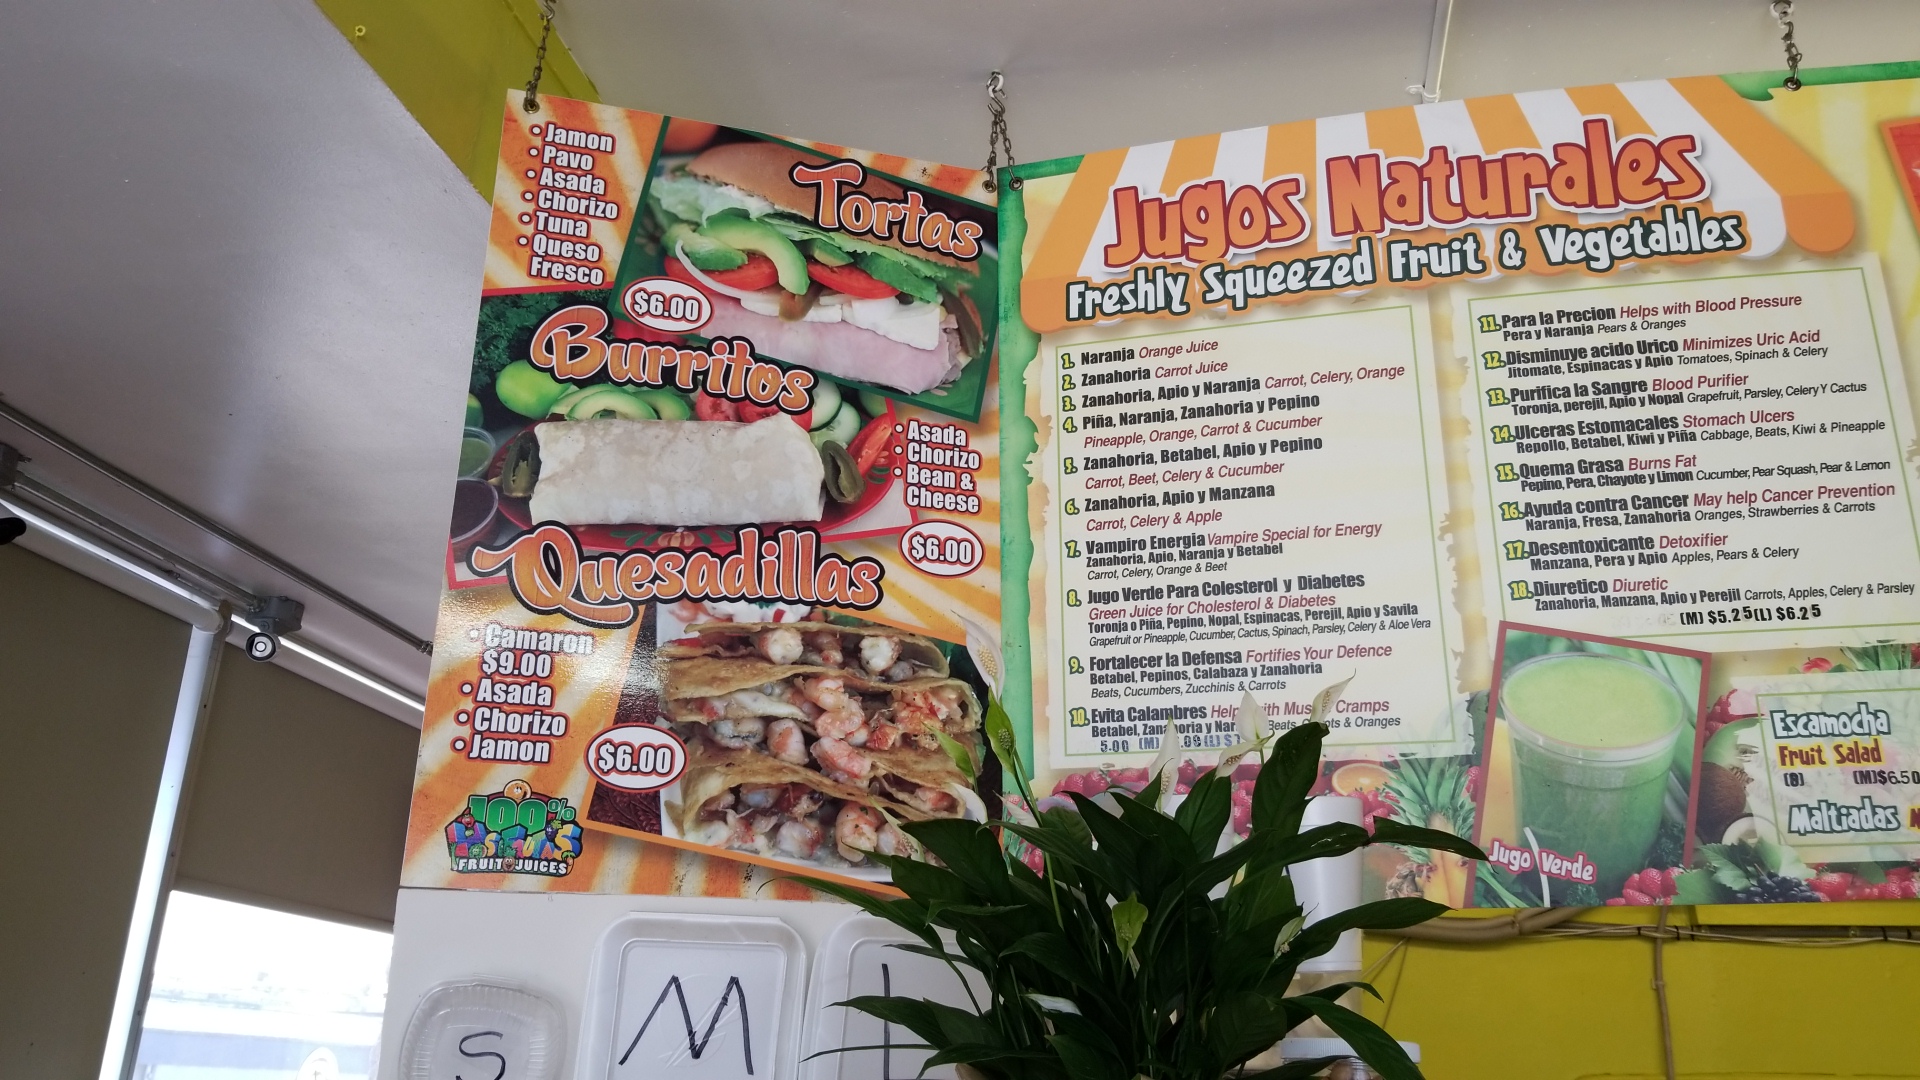 • Jamon
• Pavo
• Asada
• Chorizo
• Tuna
• Queso
Fresco
Tortas
$6.00
Burritos
• Asada
• Chorizo
• Bean &
Cheese
$6.00
Quesadillas
• Camaron
$9.00
• Asada
• Chorizo
• Jamon
$6.00
100%
FRUIT JUICES
S
M
L
Jugos Naturales
Freshly Squeezed Fruit & Vegetables
1. Naranja Orange Juice
2. Zanahoria Carrot Juice
3. Zanahoria, Apio y Naranja Carrot, Celery, Orange
4. Piña, Naranja, Zanahoria y Pepino
Pineapple, Orange, Carrot & Cucumber
5. Zanahoria, Betabel, Apio y Pepino
Carrot, Beet, Celery & Cucumber
6. Zanahoria, Apio y Manzana
Carrot, Celery & Apple
7. Vampiro Energia Vampire Special for Energy
Zanahoria, Apio, Naranja y Betabel
Carrot, Celery, Orange & Beet
8. Jugo Verde Para Colesterol y Diabetes
Green Juice for Cholesterol & Diabetes
Toronja o Piña, Pepino, Nopal, Espinacas, Perejil, Apio y Savila
Grapefruit or Pineapple, Cucumber, Cactus, Spinach, Parsley, Celery & Aloe Vera
9. Fortalecer la Defensa Fortifies Your Defence
Betabel, Pepinos, Calabaza y Zanahoria
Beats, Cucumbers, Zucchinis & Carrots
10. Evita Calambres Cramps
Betabel, Zanahoria y Beats, & Oranges
5.00 (M) .00 (L) $7
11. Para la Precion Helps with Blood Pressure
Pera y Naranja Pears & Oranges
12. Disminuye acido Urico Minimizes Uric Acid
Jitomate, Espinacas y Apio Tomatoes, Spinach & Celery
13. Purifica la Sangre Blood Purifier
Toronja, perejil, Apio y Nopal Grapefruit, Parsley, Celery Y Cactus
14. Ulceras Estomacales Stomach Ulcers
Repollo, Betabel, Kiwi y Piña Cabbage, Beats, Kiwi & Pineapple
15. Quema Grasa Burns Fat
Pepino, Pera, Chayote y Limon Cucumber, Pear Squash, Pear & Lemon
16. Ayuda contra Cancer May help Cancer Prevention
Naranja, Fresa, Zanahoria Oranges, Strawberries & Carrots
17. Desentoxicante Detoxifier
Manzana, Pera y Apio Apples, Pears & Celery
18. Diuretico Diuretic
Zanahoria, Manzana, Apio y Perejil Carrots, Apples, Celery & Parsley
(M) $5.25 (L) $6.25
Jugo Verde
Escamocha
Fruit Salad
(M)$6.50
Maltiadas